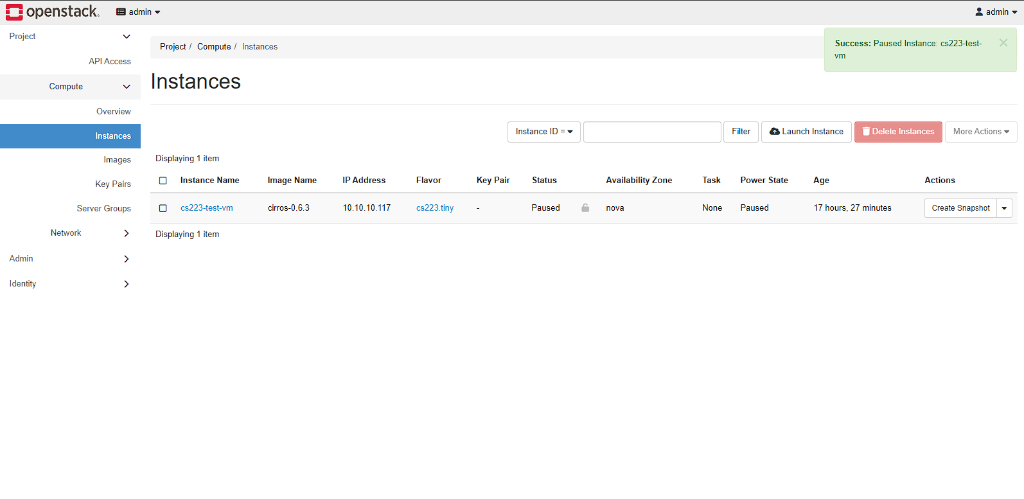 openstack. admin admin
Project
API Access
Compute
Overview
Instances
Images
Key Pairs
Server Groups
Network
Admin
Identity
Project / Compute / Instances
Success: Paused Instance: cs223-test-
vm
Instances
Instance ID = Filter Launch Instance Delete Instances More Actions
Displaying 1 item
Instance Name Image Name IP Address Flavor Key Pair Status Availability Zone Task Power State Age Actions
cs223-test-vm cirros-0.6.3 10.10.10.117 cs223.tiny - Paused nova None Paused 17 hours, 27 minutes Create Snapshot
Displaying 1 item